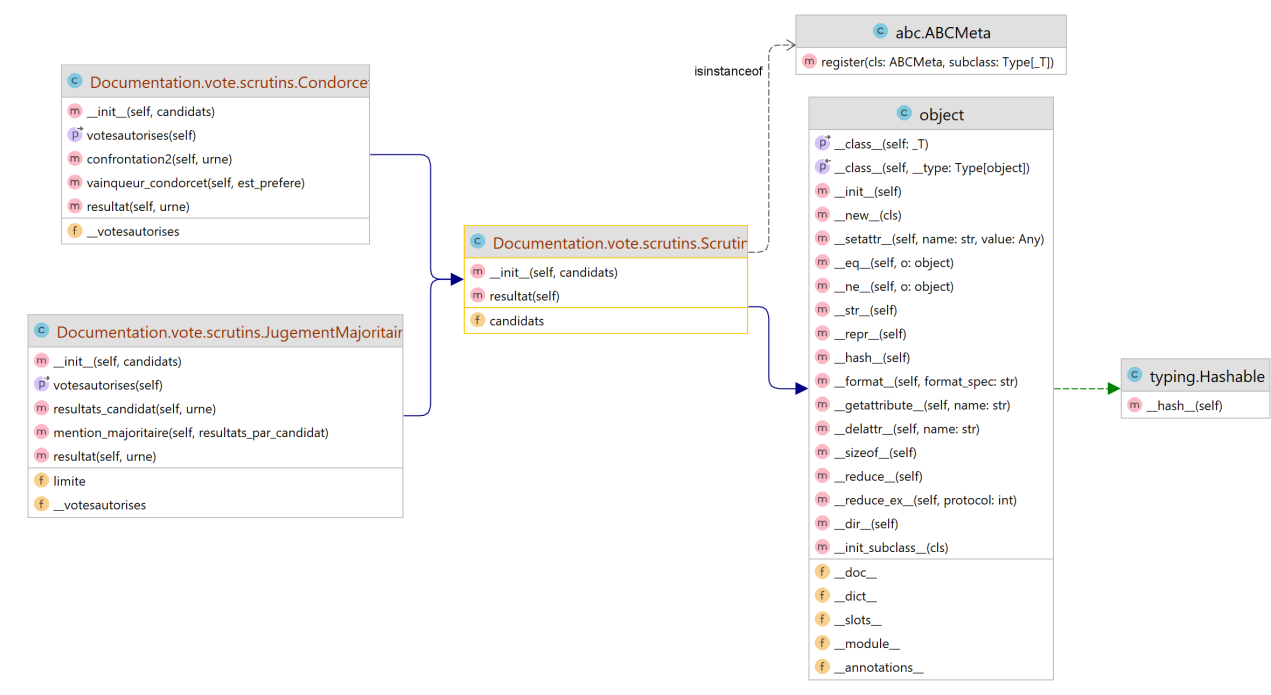 Documentation.vote.scrutins.Condorcet
m __init__(self, candidats)
p votesautorises(self)
m confrontation2(self, urne)
m vainqueur_condorcet(self, est_prefere)
m resultat(self, urne)
f __votesautorises
C Documentation.vote.scrutins.JugementMajoritair
m __init__(self, candidats)
p votesautorises(self)
m resultats_candidat(self, urne)
m mention_majoritaire(self, resultats_par_candidat)
m resultat(self, urne)
f limite
f __votesautorises
C Documentation.vote.scrutins.Scrutin
m __init__(self, candidats)
m resultat(self)
f candidats
isinstanceof
C abc.ABCMeta
m register(cls: ABCMeta, subclass: Type[_T])
C object
p __class__(self: _T)
p __class__(self, __type: Type[object])
m __init__(self)
m __new__(cls)
m __setattr__(self, name: str, value: Any)
m __eq__(self, o: object)
m __ne__(self, o: object)
m __str__(self)
m __repr__(self)
m __hash__(self)
m __format__(self, format_spec: str)
m __getattribute__(self, name: str)
m __delattr__(self, name: str)
m __sizeof__(self)
m __reduce__(self)
m __reduce_ex__(self, protocol: int)
m __dir__(self)
m __init_subclass__(cls)
f __doc__
f __dict__
f __slots__
f __module__
f __annotations__
C typing.Hashable
m __hash__(self)